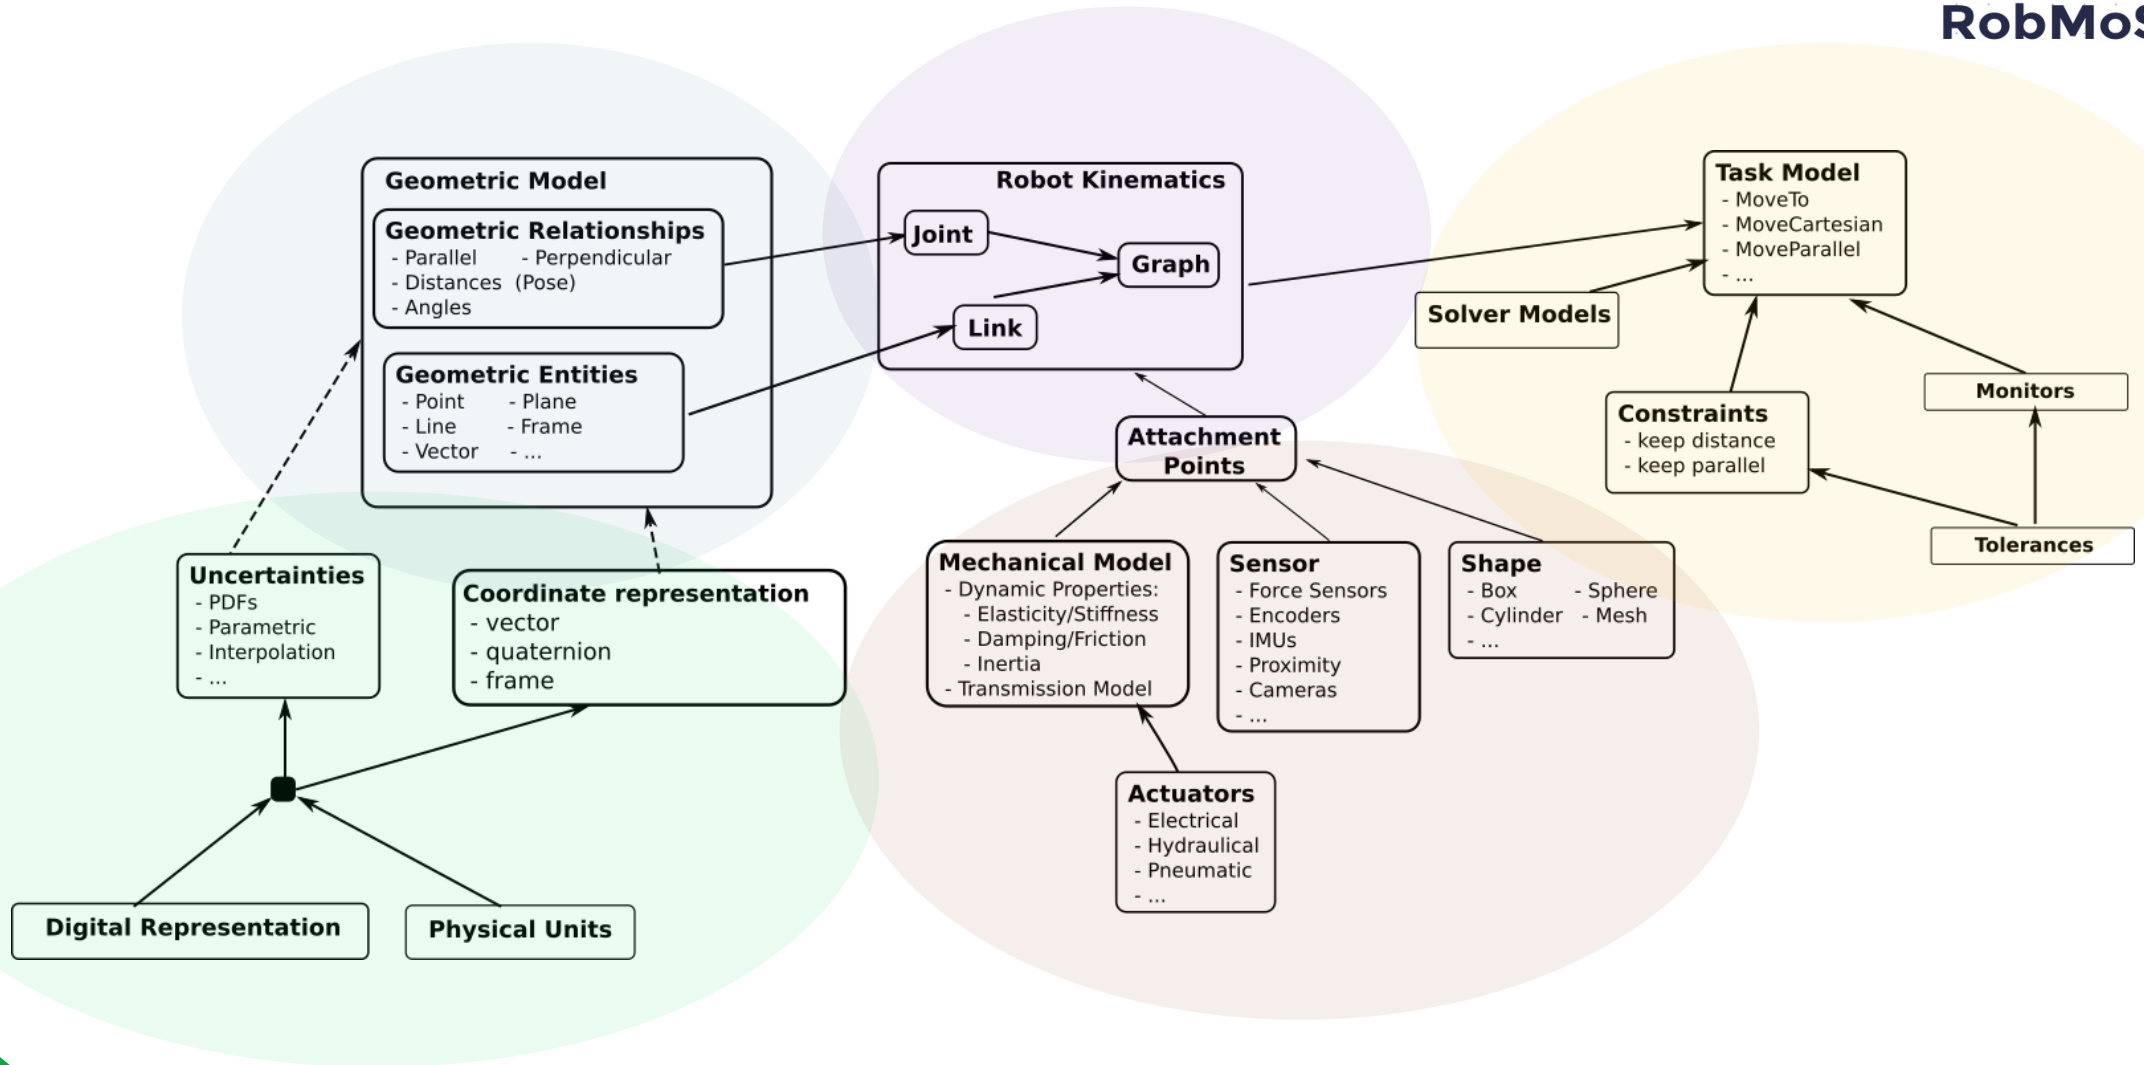 RobMoS
Geometric Model
Geometric Relationships
- Parallel - Perpendicular
- Distances (Pose)
- Angles
Geometric Entities
- Point - Plane
- Line - Frame
- Vector - ...
Robot Kinematics
Joint
Graph
Link
Task Model
- MoveTo
- MoveCartesian
- MoveParallel
- ...
Solver Models
Constraints
- keep distance
- keep parallel
Monitors
Tolerances
Attachment
Points
Uncertainties
- PDFs
- Parametric
- Interpolation
- ...
Coordinate representation
- vector
- quaternion
- frame
Mechanical Model
- Dynamic Properties:
- Elasticity/Stiffness
- Damping/Friction
- Inertia
- Transmission Model
Sensor
- Force Sensors
- Encoders
- IMUs
- Proximity
- Cameras
- ...
Shape
- Box - Sphere
- Cylinder - Mesh
- ...
Actuators
- Electrical
- Hydraulical
- Pneumatic
- ...
Digital Representation
Physical Units